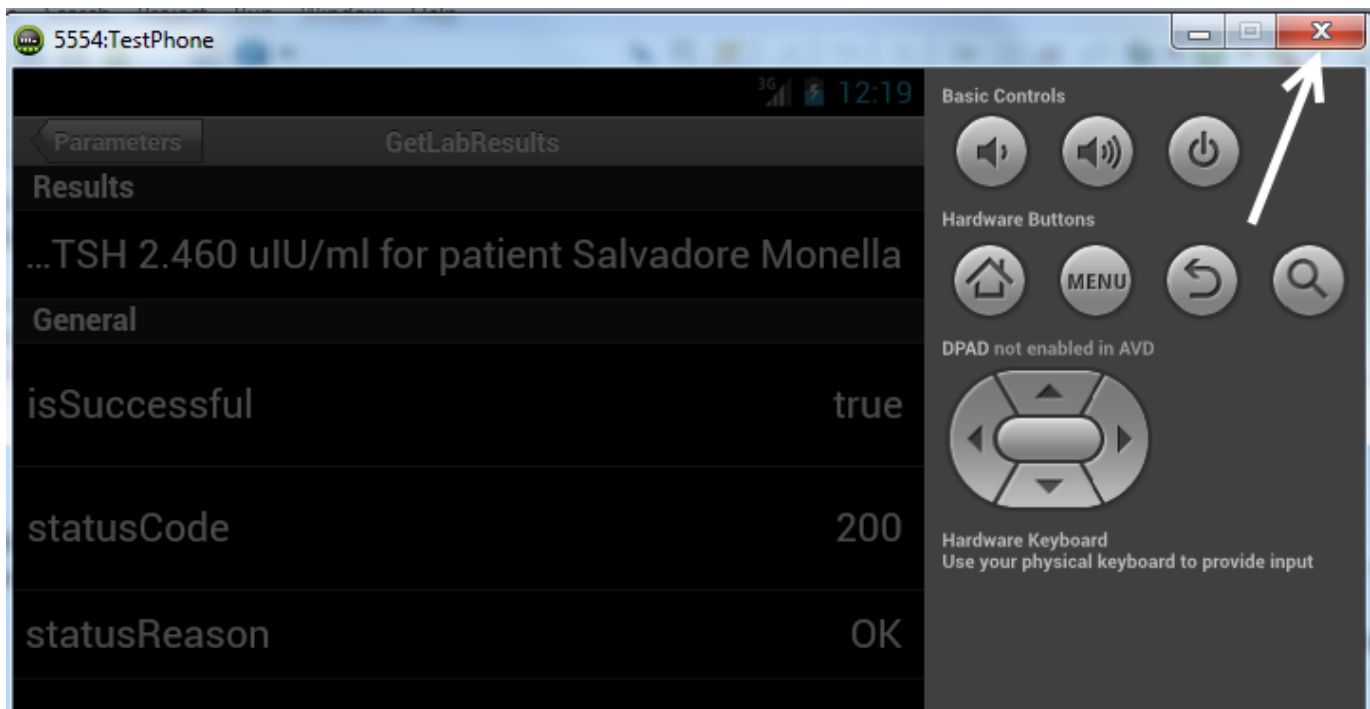 5554:TestPhone
3G 12:19
Parameters GetLabResults
Results
...TSH 2.460 uIU/ml for patient Salvadore Monella
General
isSuccessful true
statusCode 200
statusReason OK
Basic Controls
Hardware Buttons
MENU
DPAD not enabled in AVD
Hardware Keyboard
Use your physical keyboard to provide input